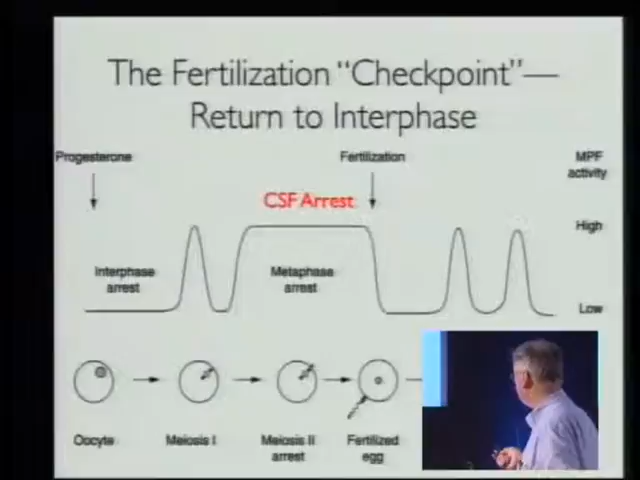 The Fertilization “Checkpoint”—
Return to Interphase
Progesterone
Fertilization
MPF
activity
CSF Arrest
High
Interphase
arrest
Metaphase
arrest
Low
Oocyte
Meiosis I
Meiosis II
arrest
Fertilized
egg